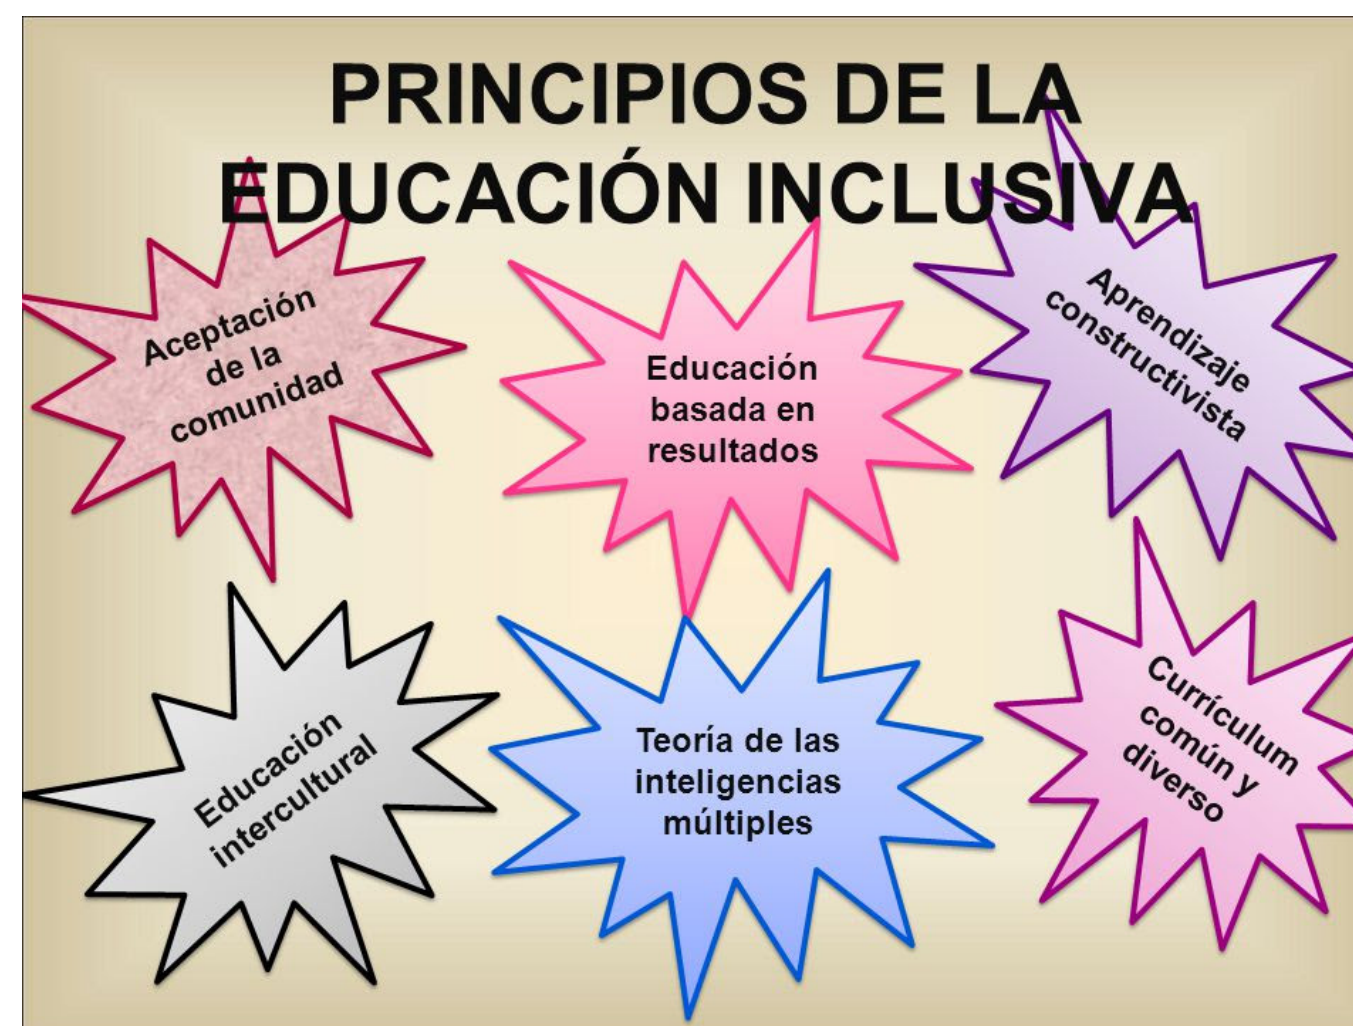 PRINCIPIOS DE LA
EDUCACIÓN INCLUSIVA
Aceptación
de la
comunidad
Educación
basada en
resultados
Aprendizaje
constructivista
Educación
intercultural
Teoría de las
inteligencias
múltiples
Currículum
común y
diverso